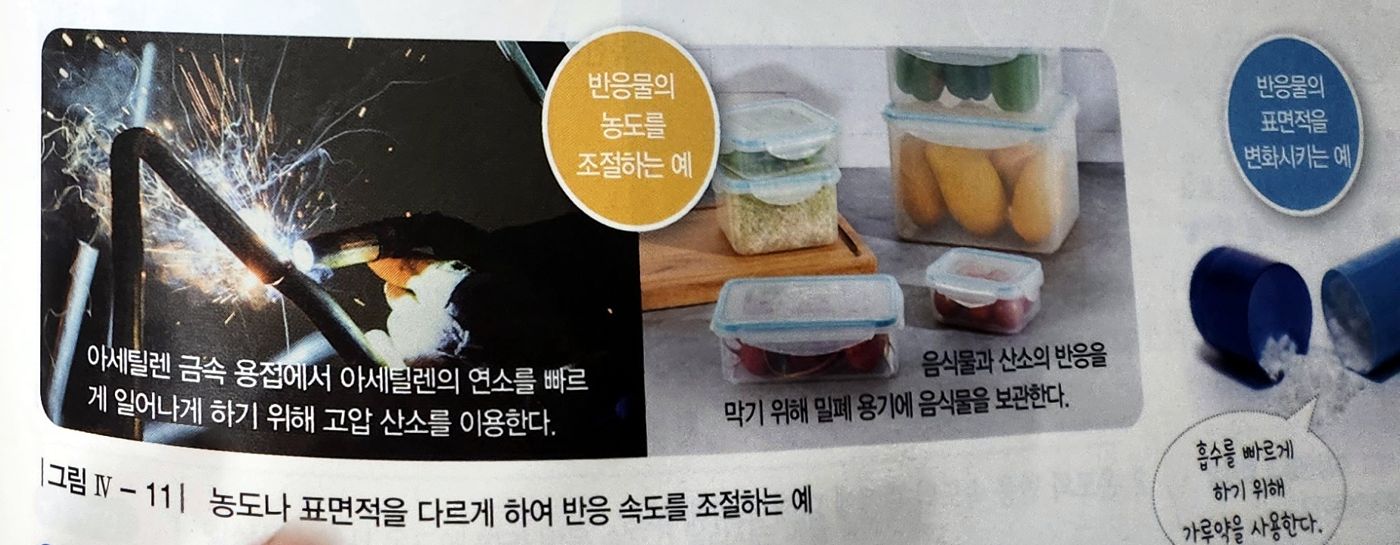 반응물의
농도를
조절하는 예
아세틸렌 금속 용접에서 아세틸렌의 연소를 빠르
게 일어나게 하기 위해 고압 산소를 이용한다.
음식물과 산소의 반응을
막기 위해 밀폐 용기에 음식물을 보관한다.
반응물의
표면적을
변화시키는 예
흡수를 빠르게
하기 위해
가루약을 사용한다.
|그림 Ⅳ - 11| 농도나 표면적을 다르게 하여 반응 속도를 조절하는 예